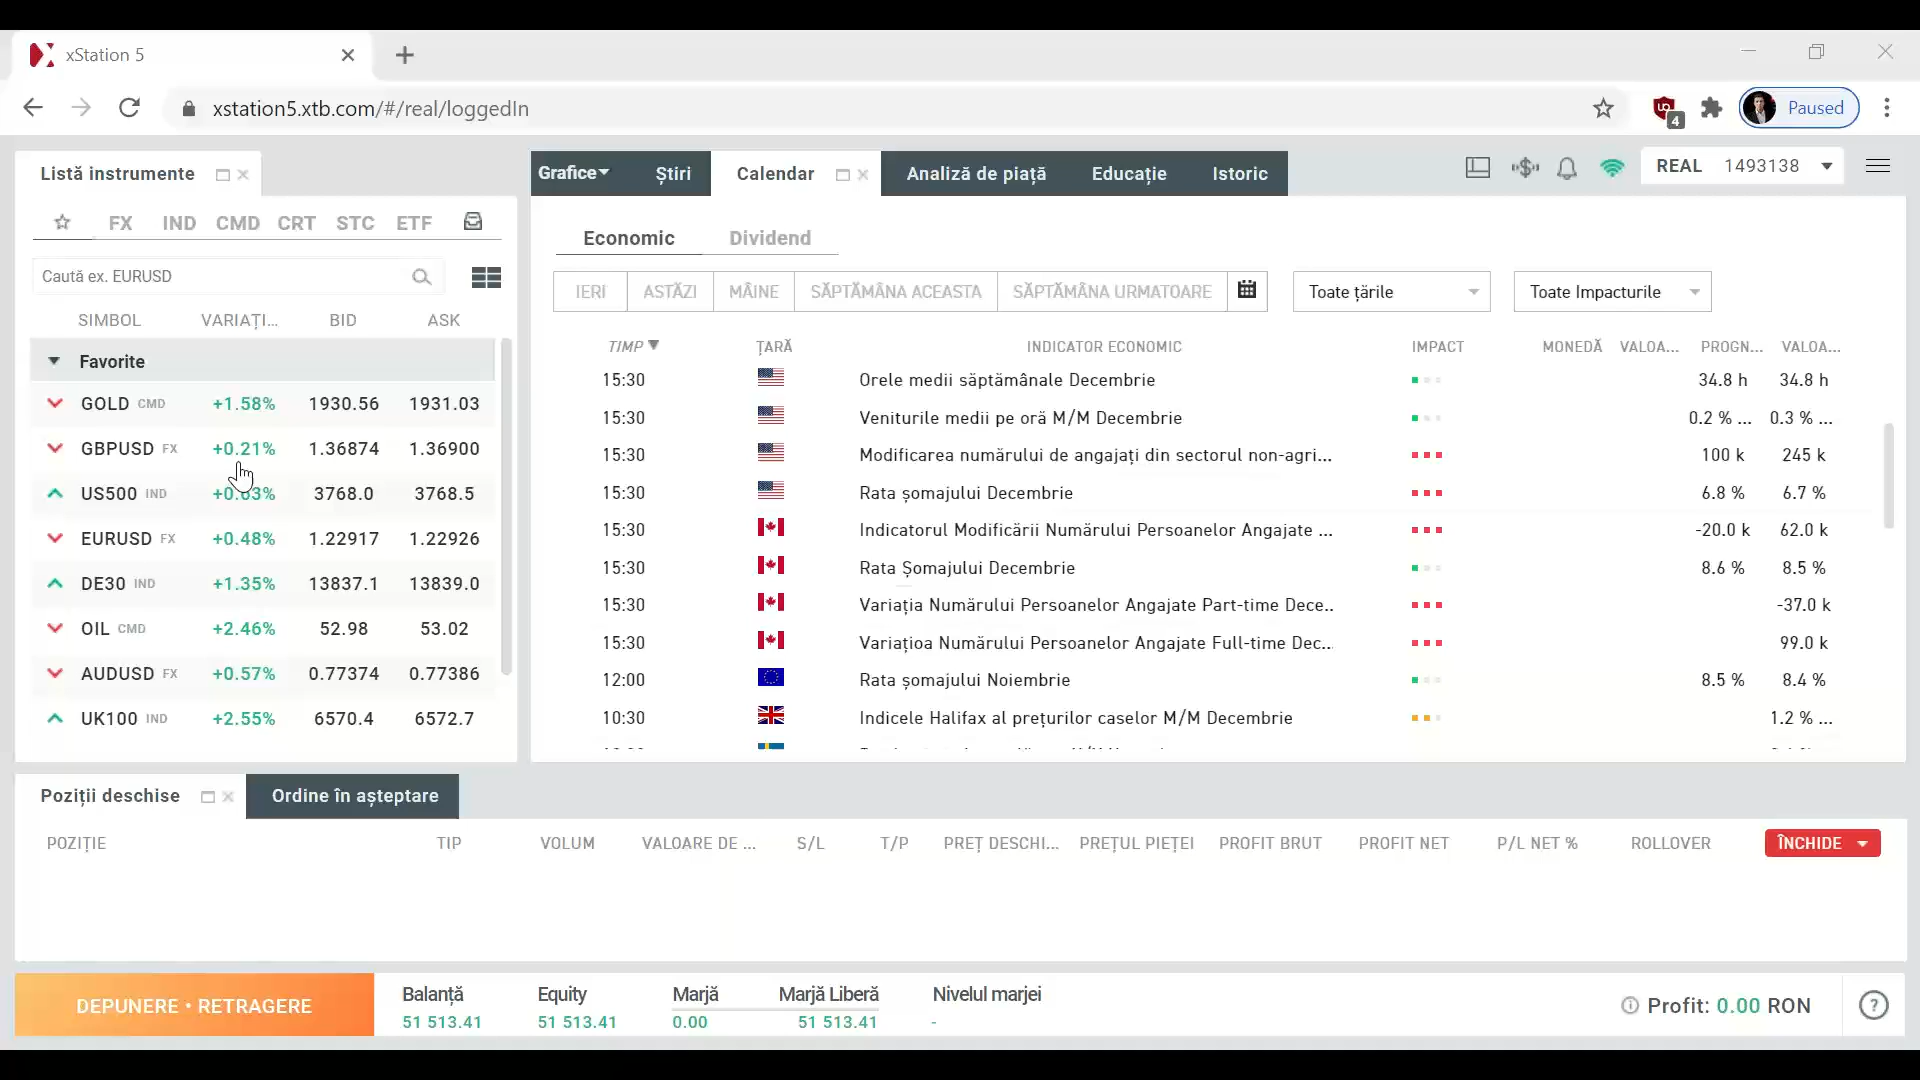 xStation 5
xstation5.xtb.com/#/real/loggedIn
4
Paused
Listă instrumente
FX IND CMD CRT STC ETF
Caută ex. EURUSD
SIMBOL VARIAȚI... BID ASK
Favorite
GOLD CMD +1.58% 1930.56 1931.03
GBPUSD FX +0.21% 1.36874 1.36900
US500 IND +0.63% 3768.0 3768.5
EURUSD FX +0.48% 1.22917 1.22926
DE30 IND +1.35% 13837.1 13839.0
OIL CMD +2.46% 52.98 53.02
AUDUSD FX +0.57% 0.77374 0.77386
UK100 IND +2.55% 6570.4 6572.7
Grafice Știri Calendar Analiză de piață Educație Istoric
REAL 1493138
Economic Dividend
IERI ASTĂZI MÂINE SĂPTĂMÂNA ACEASTA SĂPTĂMÂNA URMATOARE Toate țările Toate Impacturile
TIMP ȚARĂ INDICATOR ECONOMIC IMPACT MONEDĂ VALOA... PROGN... VALOA...
15:30 Orele medii săptămânale Decembrie 34.8 h 34.8 h
15:30 Veniturile medii pe oră M/M Decembrie 0.2 % ... 0.3 % ...
15:30 Modificarea numărului de angajați din sectorul non-agri... 100 k 245 k
15:30 Rata șomajului Decembrie 6.8 % 6.7 %
15:30 Indicatorul Modificării Numărului Persoanelor Angajate ... -20.0 k 62.0 k
15:30 Rata Șomajului Decembrie 8.6 % 8.5 %
15:30 Variația Numărului Persoanelor Angajate Part-time Dece.. -37.0 k
15:30 Variațioa Numărului Persoanelor Angajate Full-time Dec.. 99.0 k
12:00 Rata șomajului Noiembrie 8.5 % 8.4 %
10:30 Indicele Halifax al prețurilor caselor M/M Decembrie 1.2 % ...
Poziții deschise Ordine în așteptare
POZIȚIE TIP VOLUM VALOARE DE ... S/L T/P PREȚ DESCHI... PREȚUL PIEȚEI PROFIT BRUT PROFIT NET P/L NET % ROLLOVER ÎNCHIDE
DEPUNERE • RETRAGERE
Balanță Equity Marjă Marjă Liberă Nivelul marjei
51 513.41 51 513.41 0.00 51 513.41 -
Profit: 0.00 RON
?